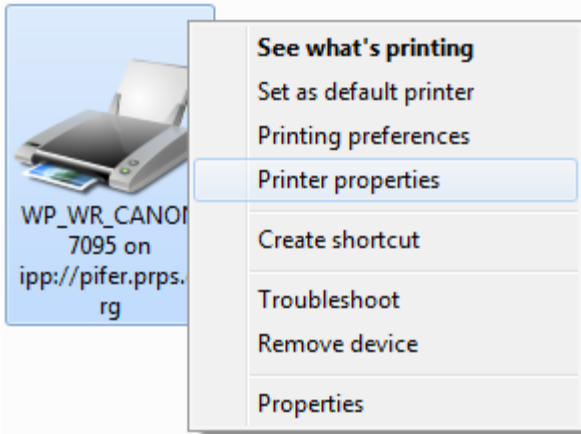 See what's printing
Set as default printer
Printing preferences
Printer properties
Create shortcut
Troubleshoot
Remove device
Properties
WP_WR_CANON
7095 on
ipp://pifer.prps.
rg